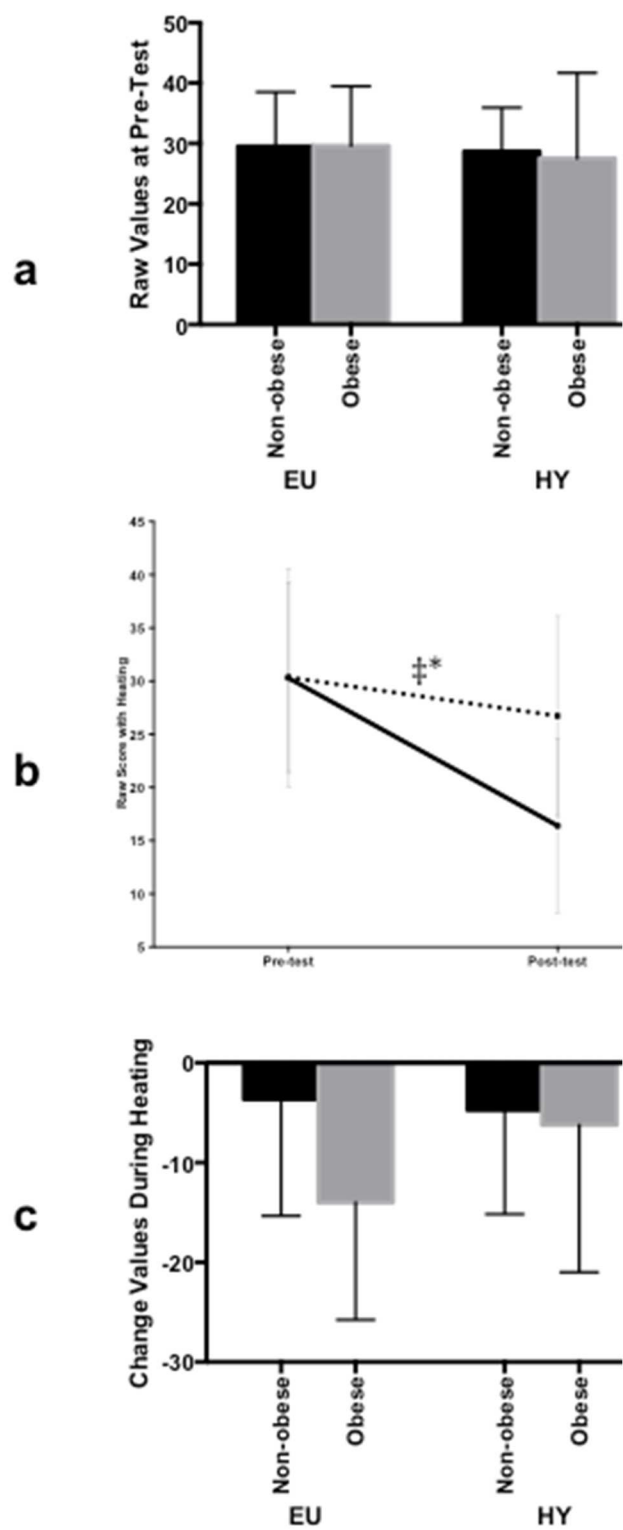 a
Raw Values at Pre-Test
50
40
30
20
10
0
Non-obese
Obese
Non-obese
Obese
EU
HY
b
Raw Score with Heating
45
40
35
30
25
20
15
10
5
‡*
Pre-test
Post-test
c
Change Values During Heating
0
-10
-20
-30
Non-obese
Obese
Non-obese
Obese
EU
HY